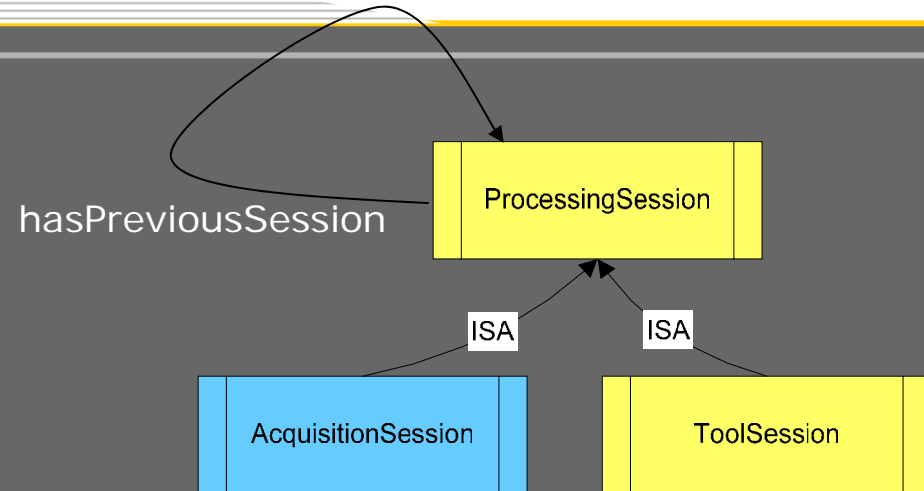 ProcessingSession
hasPreviousSession
ISA
ISA
AcquisitionSession
ToolSession